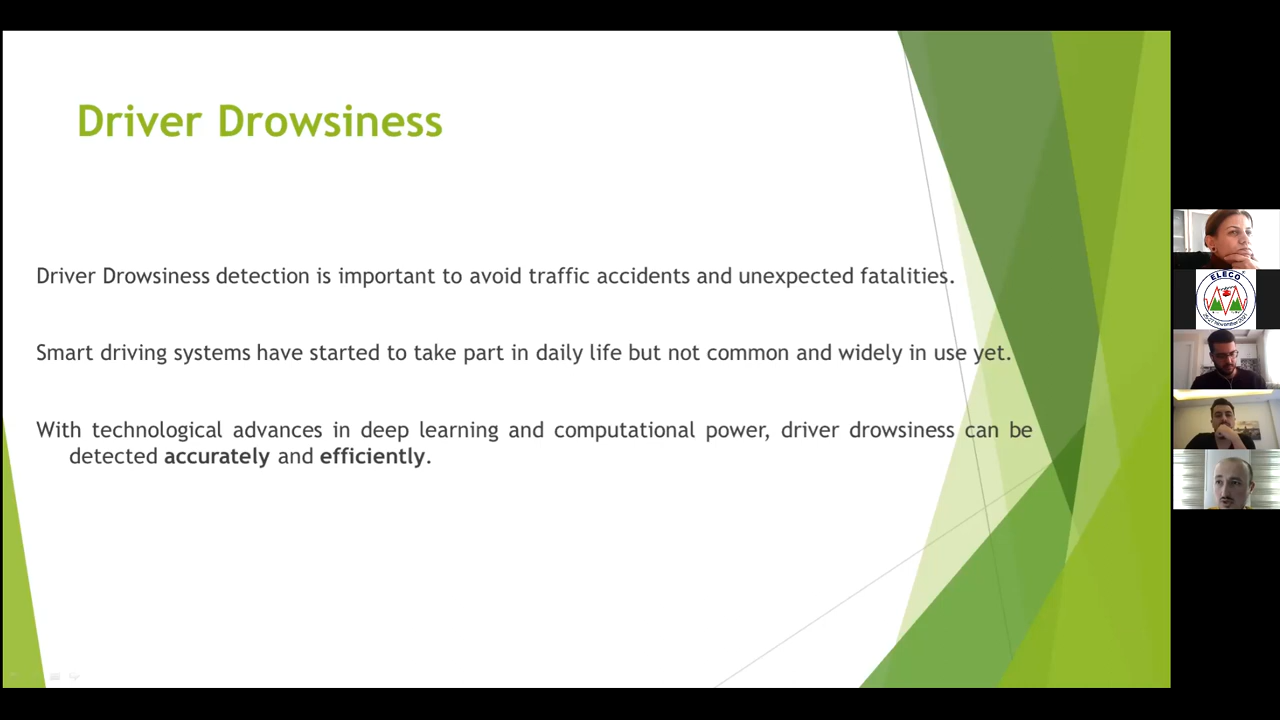 Driver Drowsiness
Driver Drowsiness detection is important to avoid traffic accidents and unexpected fatalities.
Smart driving systems have started to take part in daily life but not common and widely in use yet.
With technological advances in deep learning and computational power, driver drowsiness can be
detected accurately and efficiently.
ELECO